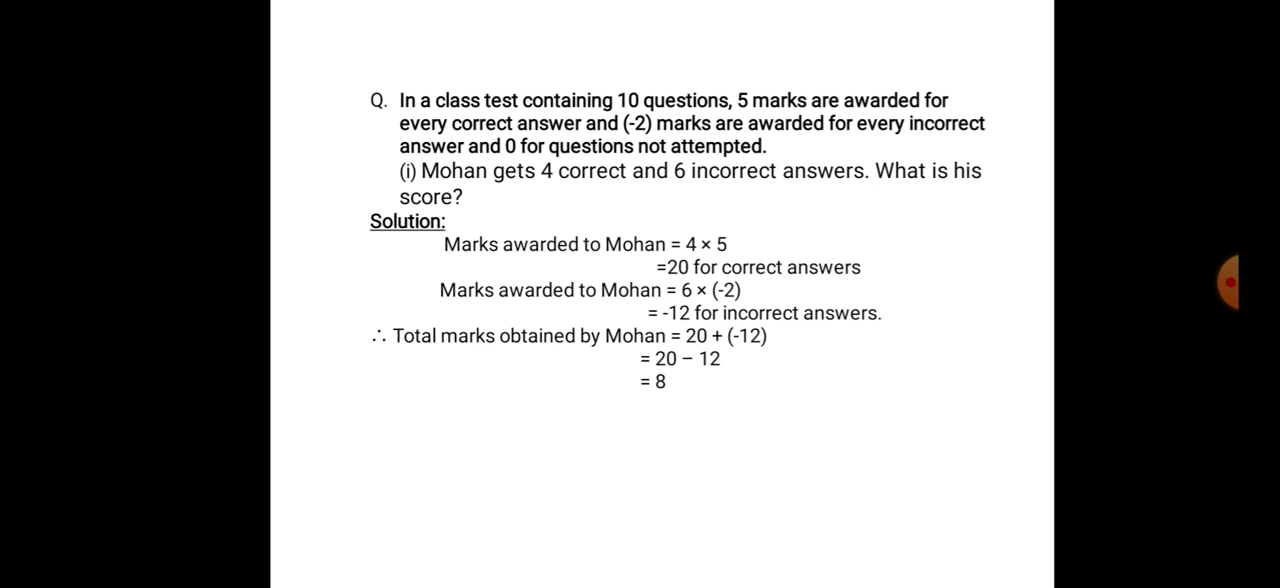 Q. In a class test containing 10 questions, 5 marks are awarded for
every correct answer and (-2) marks are awarded for every incorrect
answer and 0 for questions not attempted.
(i) Mohan gets 4 correct and 6 incorrect answers. What is his
score?
Solution:
Marks awarded to Mohan = 4 × 5
=20 for correct answers
Marks awarded to Mohan = 6 × (-2)
= -12 for incorrect answers.
∴ Total marks obtained by Mohan = 20 + (-12)
= 20 – 12
= 8